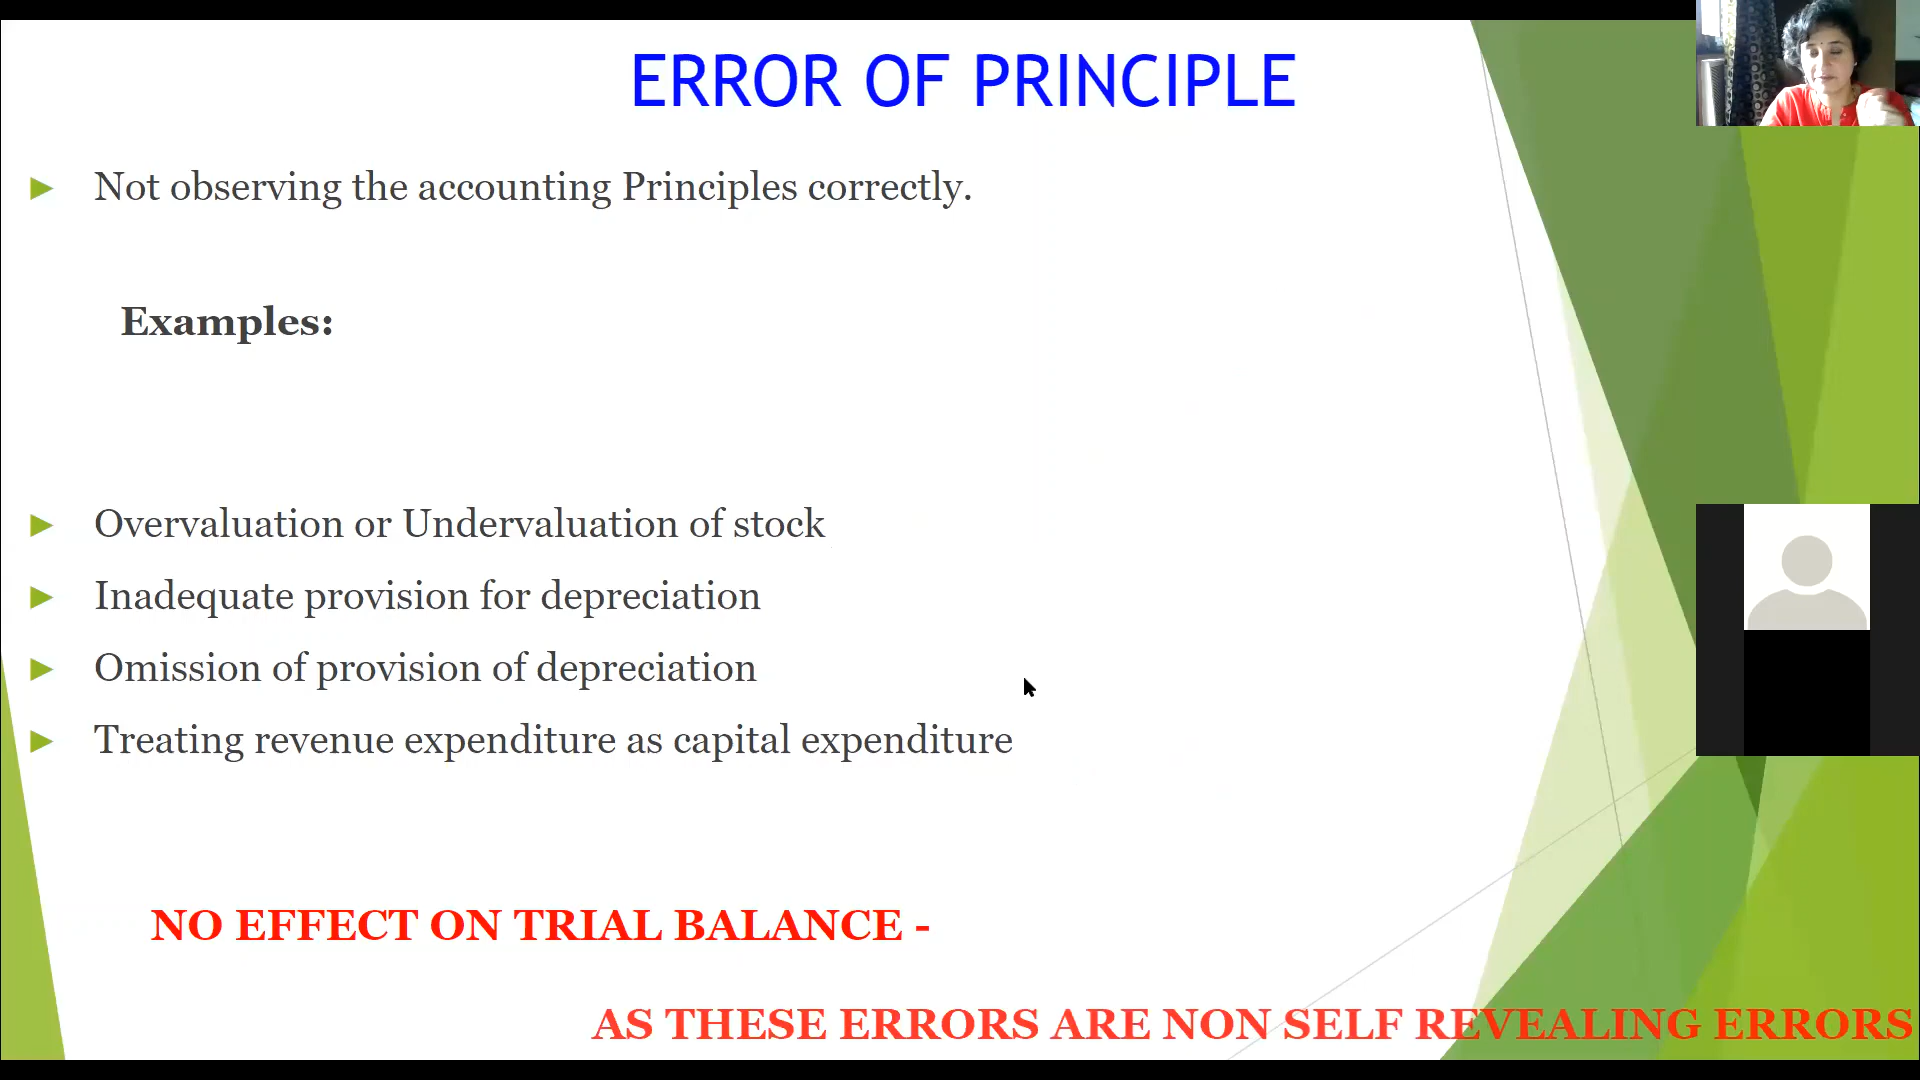 ERROR OF PRINCIPLE
Not observing the accounting Principles correctly.
Examples:
Overvaluation or Undervaluation of stock
Inadequate provision for depreciation
Omission of provision of depreciation
Treating revenue expenditure as capital expenditure
NO EFFECT ON TRIAL BALANCE -
AS THESE ERRORS ARE NON SELF REVEALING ERRORS